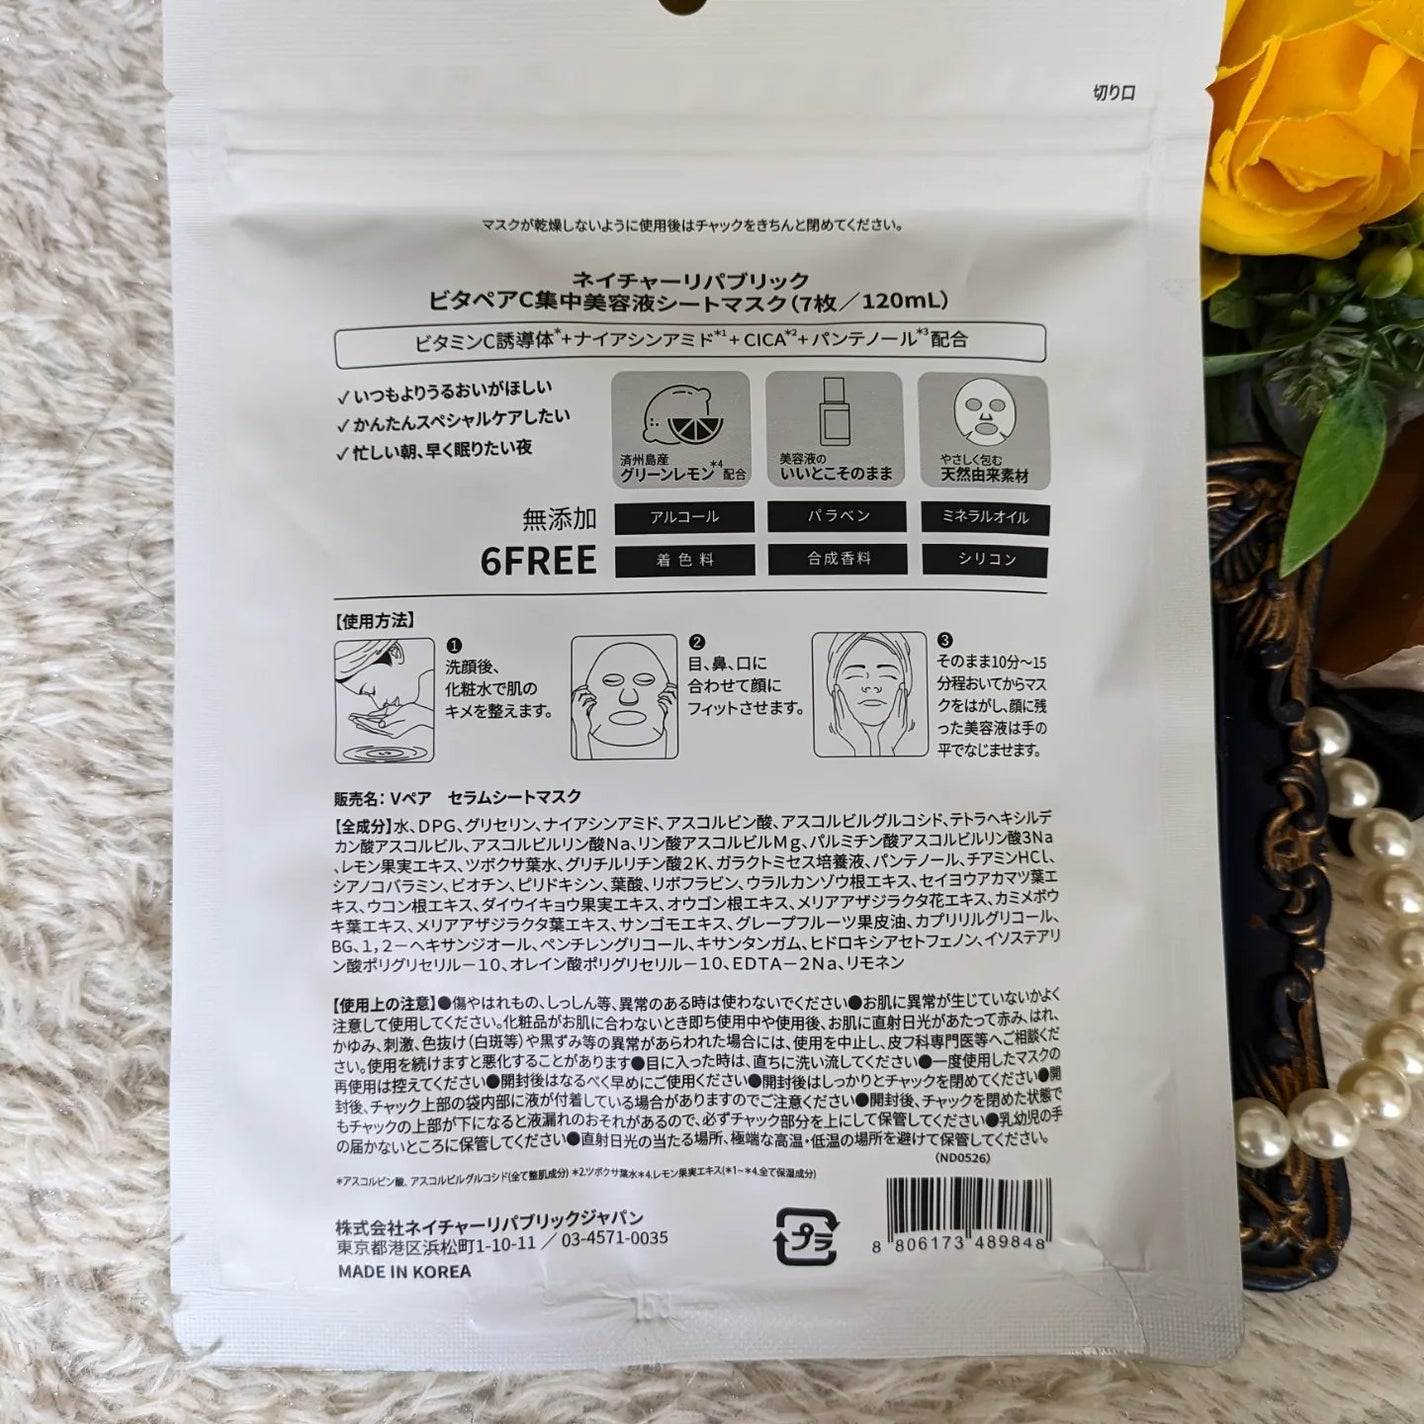 切り口
マスクが乾燥しないように使用後はチャックをきちんと閉めてください。
ネイチャーリパブリック
ビタペアC集中美容液シートマスク(7枚／120mL)
ビタミンC誘導体*+ナイアシンアミド*1+CICA*2+パンテノール*3配合
✓いつもよりうるおいがほしい
✓かんたんスペシャルケアしたい
✓忙しい朝、早く眠りたい夜
済州島産
グリーンレモン*4配合
美容液の
いいとこそのまま
やさしく包む
天然由来素材
無添加
6FREE
アルコール
パラベン
ミネラルオイル
着色料
合成香料
シリコン
【使用方法】
❶
洗顔後、
化粧水で肌の
キメを整えます。
❷
目、鼻、口に
合わせて顔に
フィットさせます。
❸
そのまま10分〜15
分程おいてからマス
クをはがし、顔に残
った美容液は手の
平でなじませます。
販売名：Vペア　セラムシートマスク
【全成分】水、DPG、グリセリン、ナイアシンアミド、アスコルビン酸、アスコルビルグルコシド、テトラヘキシルデ
カン酸アスコルビル、アスコルビルリン酸Na、リン酸アスコルビルMg、パルミチン酸アスコルビルリン酸3Na
、レモン果実エキス、ツボクサ葉水、グリチルリチン酸2K、ガラクトミセス培養液、パンテノール、チアミンHCl、
シアノコバラミン、ビオチン、ピリドキシン、葉酸、リボフラビン、ウラルカンゾウ根エキス、セイヨウアカマツ葉エ
キス、ウコン根エキス、ダイウイキョウ果実エキス、オウゴン根エキス、メリアアザジラクタ花エキス、カミメボウ
キ葉エキス、メリアアザジラクタ葉エキス、サンゴモエキス、グレープフルーツ果皮油、カプリリルグリコール、
BG、1,2－ヘキサンジオール、ペンチレングリコール、キサンタンガム、ヒドロキシアセトフェノン、イソステアリ
ン酸ポリグリセリル－10、オレイン酸ポリグリセリル－10、EDTA－2Na、リモネン
【使用上の注意】●傷やはれもの、しっしん等、異常のある時は使わないでください●お肌に異常が生じていないかよく
注意して使用してください。化粧品がお肌に合わないとき即ち使用中や使用後、お肌に直射日光があたって赤み、はれ、
かゆみ、刺激、色抜け(白斑等)や黒ずみ等の異常があらわれた場合には、使用を中止し、皮フ科専門医等へご相談くだ
さい。使用を続けますと悪化することがあります●目に入った時は、直ちに洗い流してください●一度使用したマスクの
再使用は控えてください●開封後はなるべく早めにご使用ください●開封後はしっかりとチャックを閉めてください●開
封後、チャック上部の袋内部に液が付着している場合がありますのでご注意ください●開封後、チャックを閉めた状態で
もチャックの上部が下になると液漏れのおそれがあるので、必ずチャック部分を上にして保管してください●乳幼児の手
の届かないところに保管してください●直射日光の当たる場所、極端な高温・低温の場所を避けて保管してください。
(ND0526)
*アスコルビン酸、アスコルビルグルコシド(全て整肌成分) *2.ツボクサ葉水*4.レモン果実エキス(*1~*4.全て保湿成分)
株式会社ネイチャーリパブリックジャパン
東京都港区浜松町1-10-11／03-4571-0035
MADE IN KOREA
プラ
8 806173 489848